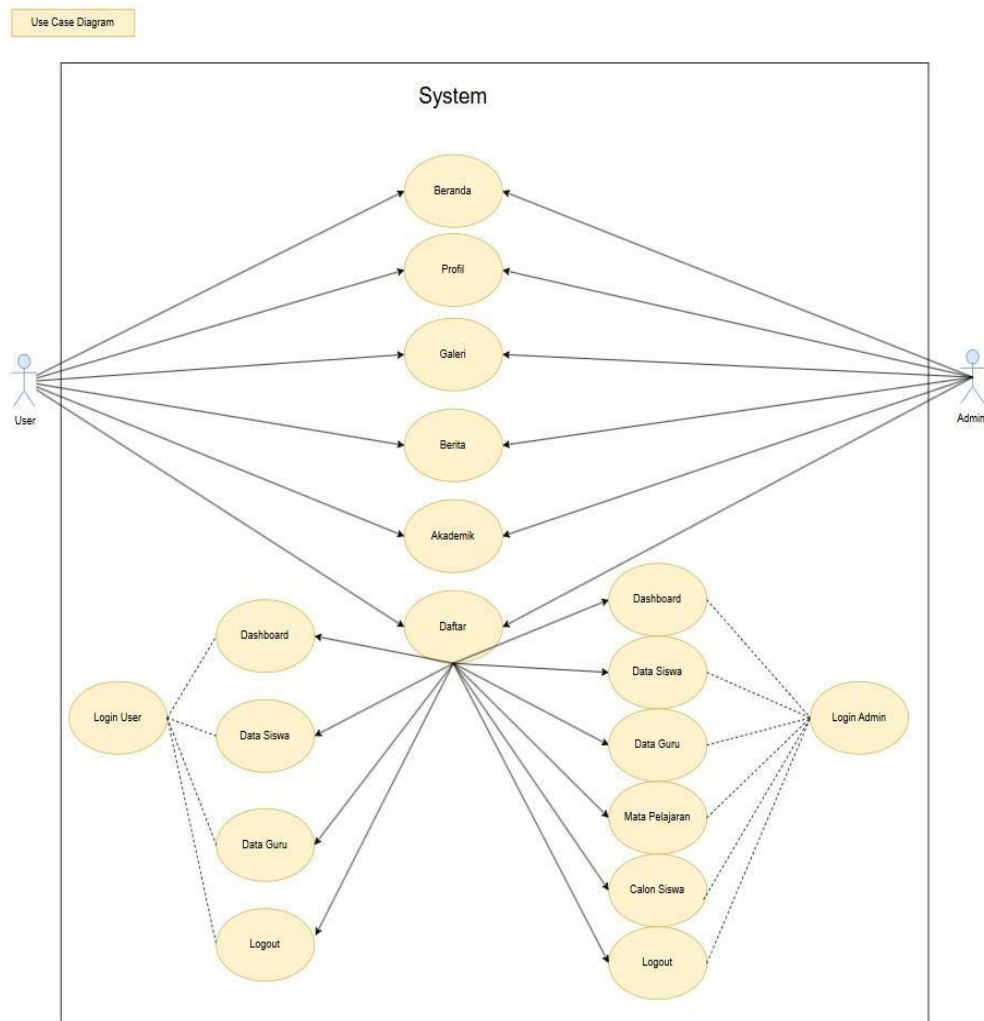 Use Case Diagram
System
Beranda
Profil
Galeri
User
Admin
Berita
Akademik
Daftar
Dashboard
Dashboard
Data Siswa
Data Siswa
Login User
Login Admin
Data Guru
Data Guru
Mata Pelajaran
Calon Siswa
Logout
Logout